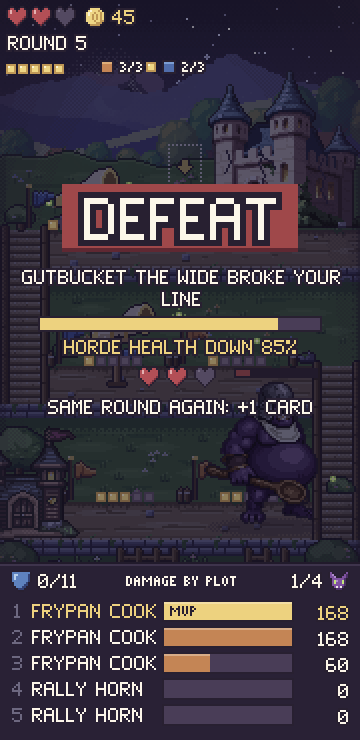 45
ROUND 5
3/3 2/3
DEFEAT
GUTBUCKET THE WIDE BROKE YOUR
LINE
HORDE HEALTH DOWN 85%
SAME ROUND AGAIN: +1 CARD
0/11 DAMAGE BY PLOT 1/4
1 FRYPAN COOK MVP 168
2 FRYPAN COOK 168
3 FRYPAN COOK 60
4 RALLY HORN 0
5 RALLY HORN 0